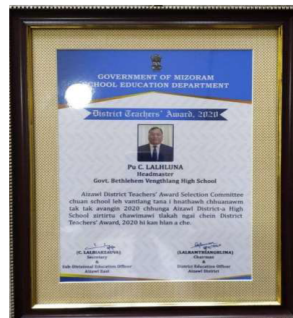 GOVERNMENT OF MIZORAM
SCHOOL EDUCATION DEPARTMENT
District Teachers' Award, 2020
Pu C. LALHLUNA
Headmaster
Govt. Bethlehem Vengthlang High School
Aizawl District Teachers' Award Selection Committee
chuan school leh vantlang tana i hnathawh chhuanawm
tak tak avangin 2020 chhunga Aizawl District-a High
School zirtirtu chawimawi tlakah ngai chein District
Teachers' Award, 2020 hi kan hlan a che.
Secretary
&
Sub Divisional Education Officer
Aizawl East
Chairman
&
District Education Officer
Aizawl District